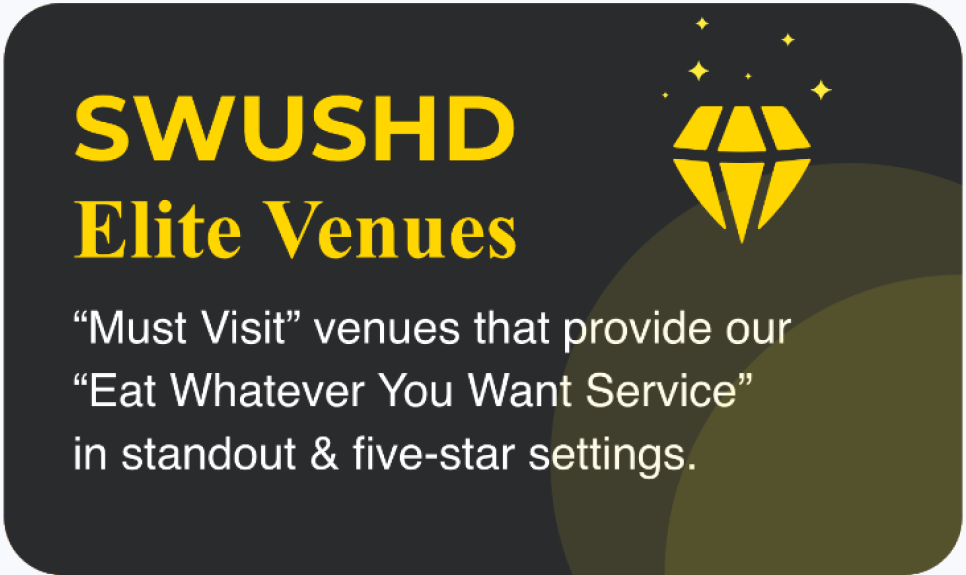 SWUSHD
Elite Venues
“Must Visit” venues that provide our
“Eat Whatever You Want Service”
in standout & five-star settings.